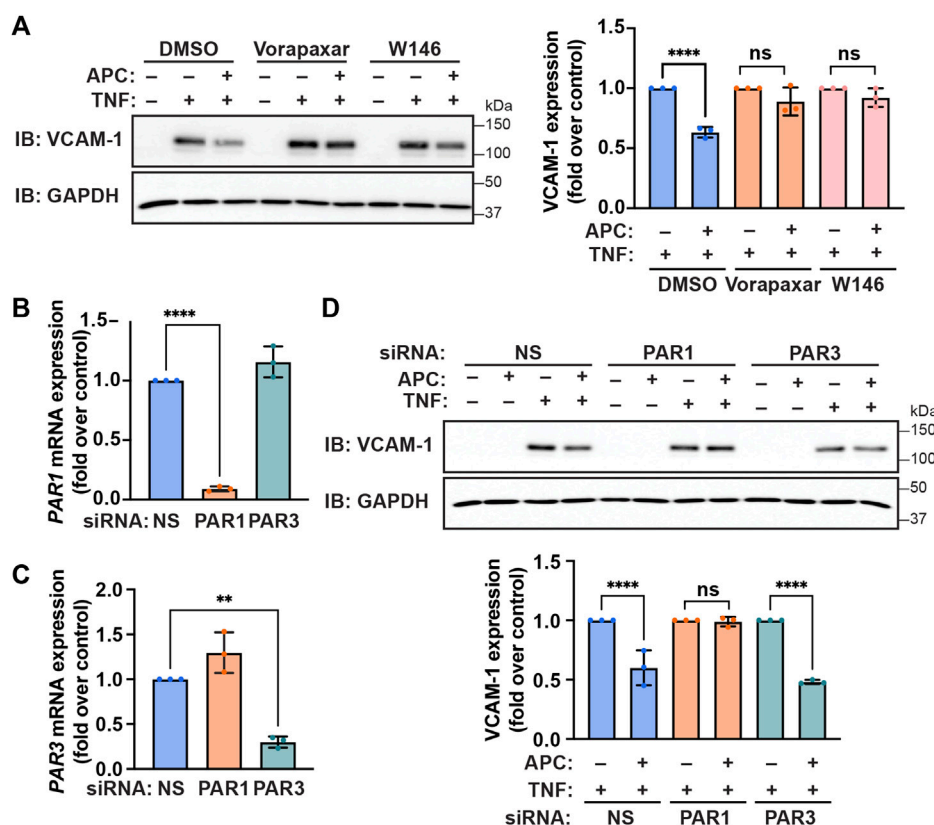 A
DMSO Vorapaxar W146
APC: – – + – – + – – +
TNF: – + + – + + – + +
kDa
IB: VCAM-1
150
100
IB: GAPDH
50
37
VCAM-1 expression
(fold over control)
1.5
1.0
0.5
0.0
**** ns ns
APC: – + – + – +
TNF: + + + + + +
DMSO Vorapaxar W146
B
PAR1 mRNA expression
(fold over control)
1.5
1.0
0.5
0.0
****
siRNA: NS PAR1 PAR3
C
PAR3 mRNA expression
(fold over control)
2.0
1.5
1.0
0.5
0.0
**
siRNA: NS PAR1 PAR3
D
siRNA: NS PAR1 PAR3
APC: – + – + – + – + – + – +
TNF: – – + + – – + + – – + +
kDa
IB: VCAM-1
150
100
IB: GAPDH
50
37
VCAM-1 expression
(fold over control)
1.5
1.0
0.5
0.0
**** ns ****
APC: – + – + – +
TNF: + + + + + +
siRNA: NS PAR1 PAR3